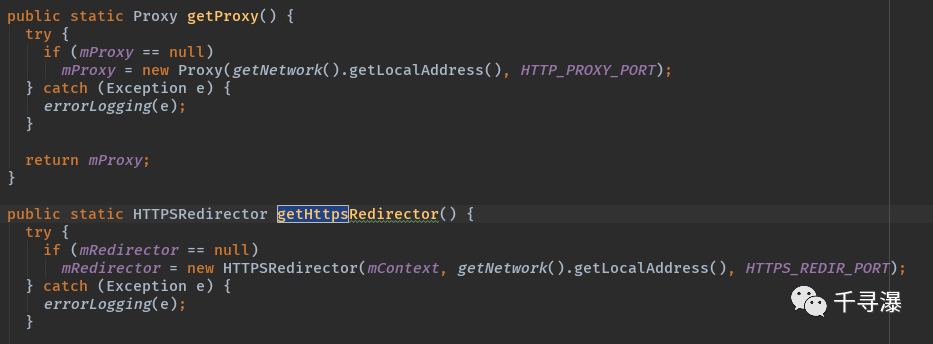 public static Proxy getProxy() {
  try {
    if (mProxy == null)
      mProxy = new Proxy(getNetwork().getLocalAddress(), HTTP_PROXY_PORT);
  } catch (Exception e) {
    errorLogging(e);
  }
  return mProxy;
}
public static HTTPSRedirector getHttpsRedirector() {
  try {
    if (mRedirector == null)
      mRedirector = new HTTPSRedirector(mContext, getNetwork().getLocalAddress(), HTTPS_REDIR_PORT);
  } catch (Exception e) {
    errorLogging(e);
  }
千寻瀑